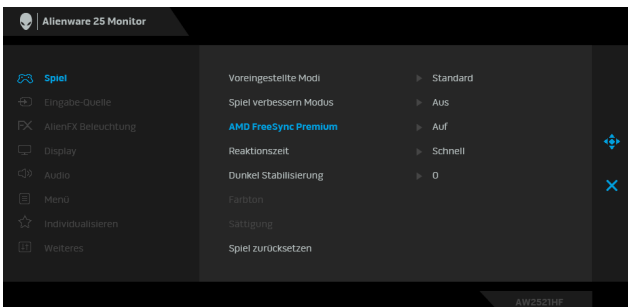 Alienware 25 Monitor
Spiel
Voreingestellte Modi
Standard
Eingabe-Quelle
Spiel verbessern Modus
Aus
FX AlienFX Beleuchtung
AMD FreeSync Premium
Auf
Display
Reaktionszeit
Schnell
Audio
Dunkel Stabilisierung
0
Menü
Farbton
Individualisieren
Sättigung
Weiteres
Spiel zurücksetzen
AW2521HF